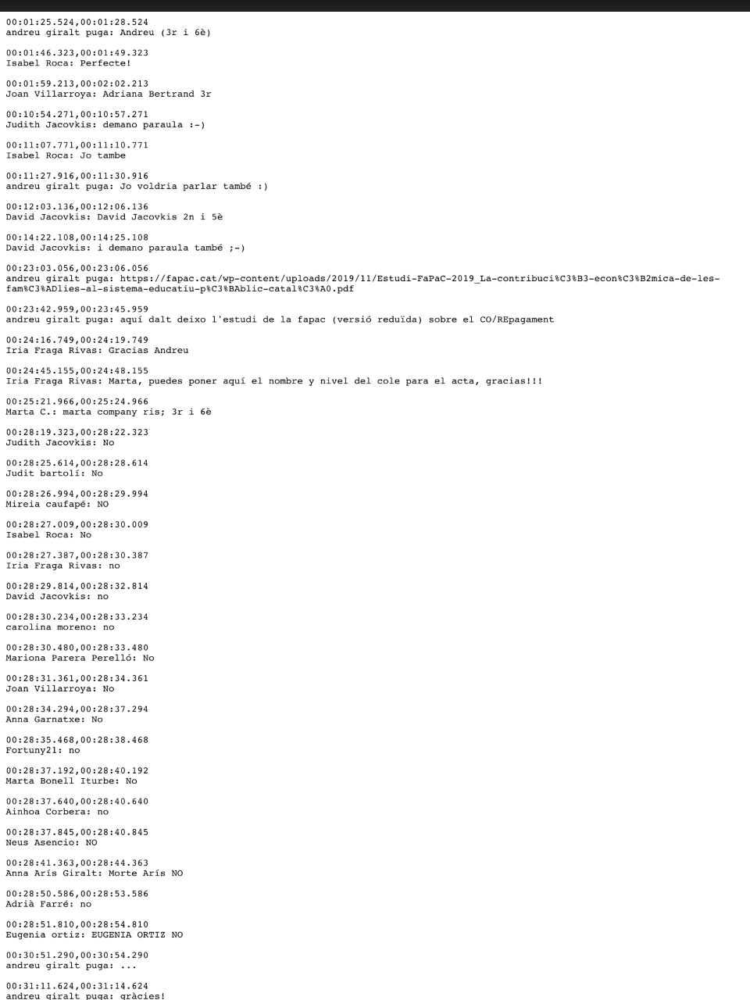 00:01:25.524,00:01:28.524
andreu giralt puga: Andreu (3r i 6è)
00:01:46.323,00:01:49.323
Isabel Roca: Perfecte!
00:01:59.213,00:02:02.213
Joan Villarroya: Adriana Bertrand 3r
00:10:54.271,00:10:57.271
Judith Jacovkis: demano paraula :-)
00:11:07.771,00:11:10.771
Isabel Roca: Jo tambe
00:11:27.916,00:11:30.916
andreu giralt puga: Jo voldria parlar també :)
00:12:03.136,00:12:06.136
David Jacovkis: David Jacovkis 2n i 5è
00:14:22.108,00:14:25.108
David Jacovkis: i demano paraula també ;-)
00:23:03.056,00:23:06.056
andreu giralt puga: https://fapac.cat/wp-content/uploads/2019/11/Estudi-FaPaC-2019_La-contribuci%C3%B3-econ%C3%B2mica-de-les-
fam%C3%ADlies-al-sistema-educatiu-p%C3%BAblic-catal%C3%A0.pdf
00:23:42.959,00:23:45.959
andreu giralt puga: aquí dalt deixo l'estudi de la fapac (versió reduïda) sobre el CO/REpagament
00:24:16.749,00:24:19.749
Iria Fraga Rivas: Gracias Andreu
00:24:45.155,00:24:48.155
Iria Fraga Rivas: Marta, puedes poner aquí el nombre y nivel del cole para el acta, gracias!!!
00:25:21.966,00:25:24.966
Marta C.: marta company ris; 3r i 6è
00:28:19.323,00:28:22.323
Judith Jacovkis: No
00:28:25.614,00:28:28.614
Judit bartolí: No
00:28:26.994,00:28:29.994
Mireia caufapé: NO
00:28:27.009,00:28:30.009
Isabel Roca: No
00:28:27.387,00:28:30.387
Iria Fraga Rivas: no
00:28:29.814,00:28:32.814
David Jacovkis: no
00:28:30.234,00:28:33.234
carolina moreno: no
00:28:30.480,00:28:33.480
Mariona Parera Perelló: No
00:28:31.361,00:28:34.361
Joan Villarroya: No
00:28:34.294,00:28:37.294
Anna Garnatxe: No
00:28:35.468,00:28:38.468
Fortuny21: no
00:28:37.192,00:28:40.192
Marta Bonell Iturbe: No
00:28:37.640,00:28:40.640
Ainhoa Corbera: no
00:28:37.845,00:28:40.845
Neus Asencio: NO
00:28:41.363,00:28:44.363
Anna Arís Giralt: Morte Arís NO
00:28:50.586,00:28:53.586
Adrià Farré: no
00:28:51.810,00:28:54.810
Eugenia ortiz: EUGENIA ORTIZ NO
00:30:51.290,00:30:54.290
andreu giralt puga: ...
00:31:11.624,00:31:14.624
andreu giralt puga: gràcies!